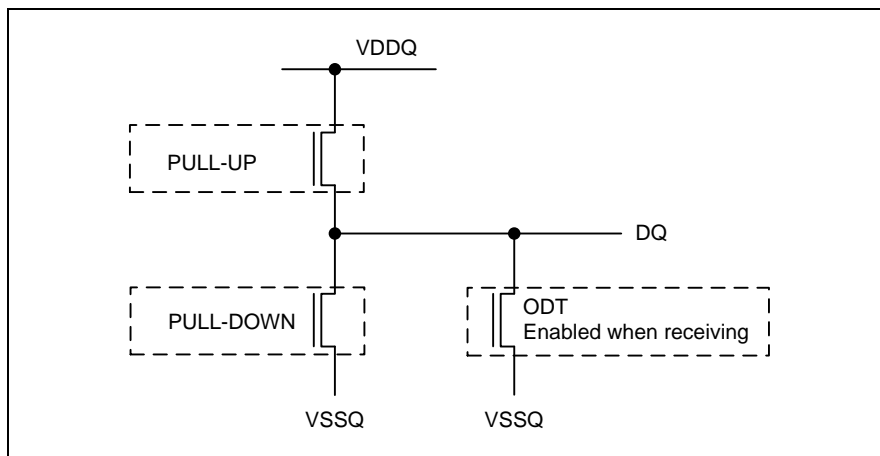 VDDQ
PULL-UP
DQ
PULL-DOWN
ODT
Enabled when receiving
VSSQ
VSSQ